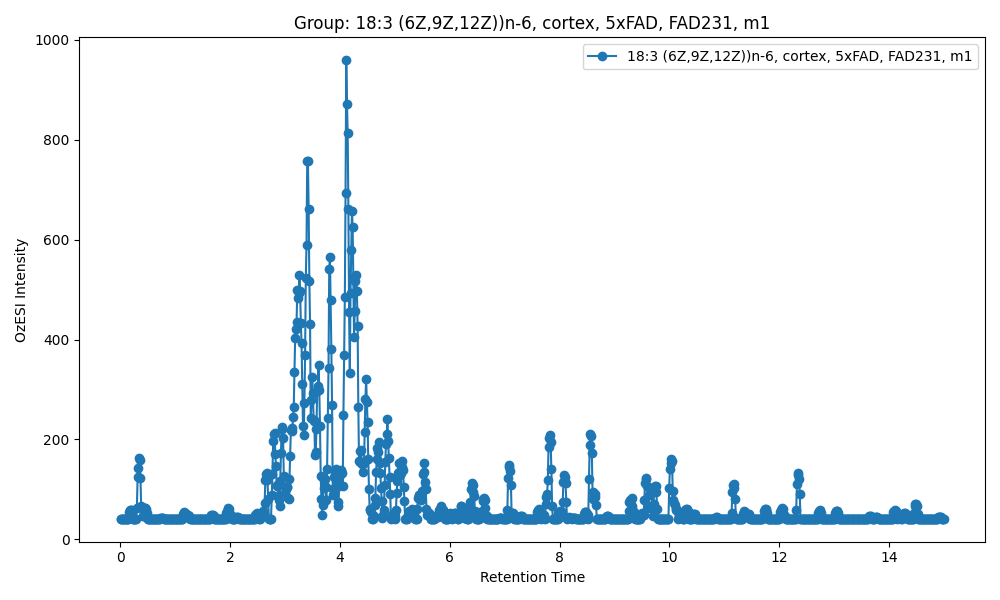 Group: 18:3 (6Z,9Z,12Z))n-6, cortex, 5xFAD, FAD231, m1
18:3 (6Z,9Z,12Z))n-6, cortex, 5xFAD, FAD231, m1
1000
800
600
400
200
0
OzESI Intensity
0 2 4 6 8 10 12 14
Retention Time